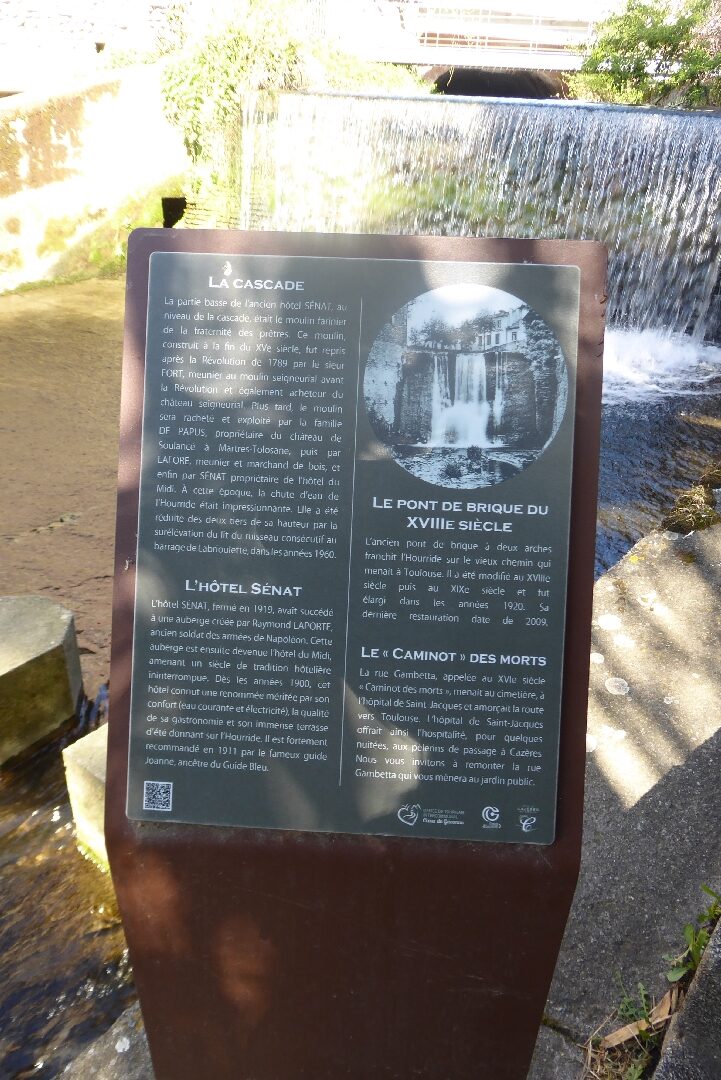 LA CASCADE
La partie basse de l'ancien hôtel SÉNAT, au
niveau de la cascade, était le moulin farinier
de la fraternité des prêtres. Ce moulin,
construit à la fin du XVe siècle, fut repris
après la Révolution de 1789 par le sieur
FORT, meunier au moulin seigneurial avant
la Révolution et également acheteur du
château seigneurial. Plus tard, le moulin
sera racheté et exploité par la famille
DE PAPUS, propriétaire du château de
Soulancé à Martres-Tolosane, puis par
LAFORE, meunier et marchand de bois, et
enfin par SÉNAT propriétaire de l'hôtel du
Midi. À cette époque, la chute d'eau de
l'Hourride était impressionnante. Elle a été
réduite des deux tiers de sa hauteur par la
surélévation du lit du ruisseau consécutif au
barrage de Labrioulette, dans les années 1960.
L'HÔTEL SÉNAT
L'hôtel SÉNAT, fermé en 1919, avait succédé
à une auberge créée par Raymond LAPORTE,
ancien soldat des armées de Napoléon. Cette
auberge est ensuite devenue l'hôtel du Midi,
amenant un siècle de tradition hôtelière
ininterrompue. Dès les années 1900, cet
hôtel connut une renommée méritée par son
confort (eau courante et électricité), la qualité
de sa gastronomie et son immense terrasse
d'été donnant sur l'Hourride. Il est fortement
recommandé en 1911 par le fameux guide
Joanne, ancêtre du Guide Bleu.
LE PONT DE BRIQUE DU
XVIIIE SIÈCLE
L'ancien pont de brique à deux arches
franchit l'Hourride sur le vieux chemin qui
menait à Toulouse. Il a été modifié au XVIIIe
siècle puis au XIXe siècle et fut
élargi dans les années 1920. Sa
dernière restauration date de 2009.
LE « CAMINOT » DES MORTS
La rue Gambetta, appelée au XVIe siècle
« Caminot des morts », menait au cimetière, à
l'hôpital de Saint Jacques et amorçait la route
vers Toulouse. L'hôpital de Saint-Jacques
offrait ainsi l'hospitalité, pour quelques
nuitées, aux pèlerins de passage à Cazères
Nous vous invitons à remonter la rue
Gambetta qui vous mènera au jardin public.
OFFICE DE TOURISME
INTERCOMMUNAL
Cœur de Garonne